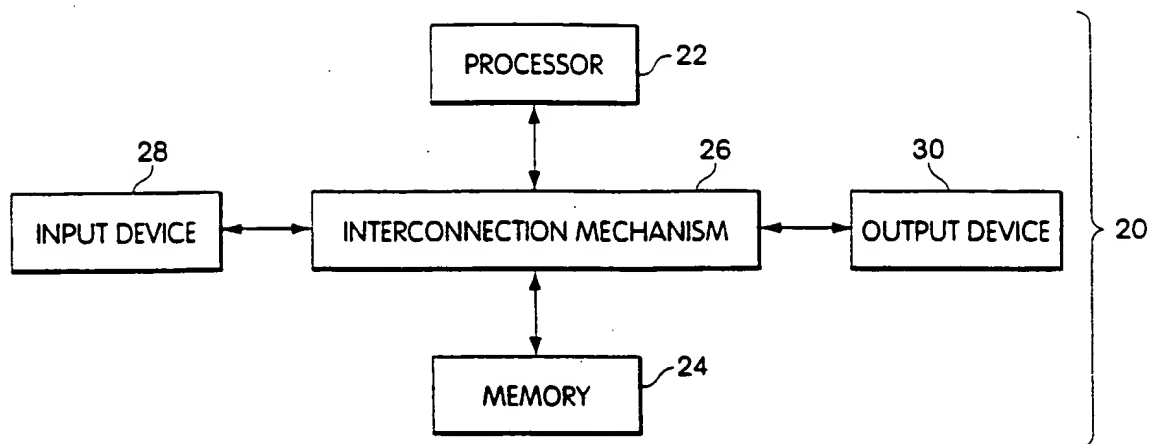 PROCESSOR
22
28
26
30
INPUT DEVICE
INTERCONNECTION MECHANISM
OUTPUT DEVICE
20
MEMORY
24